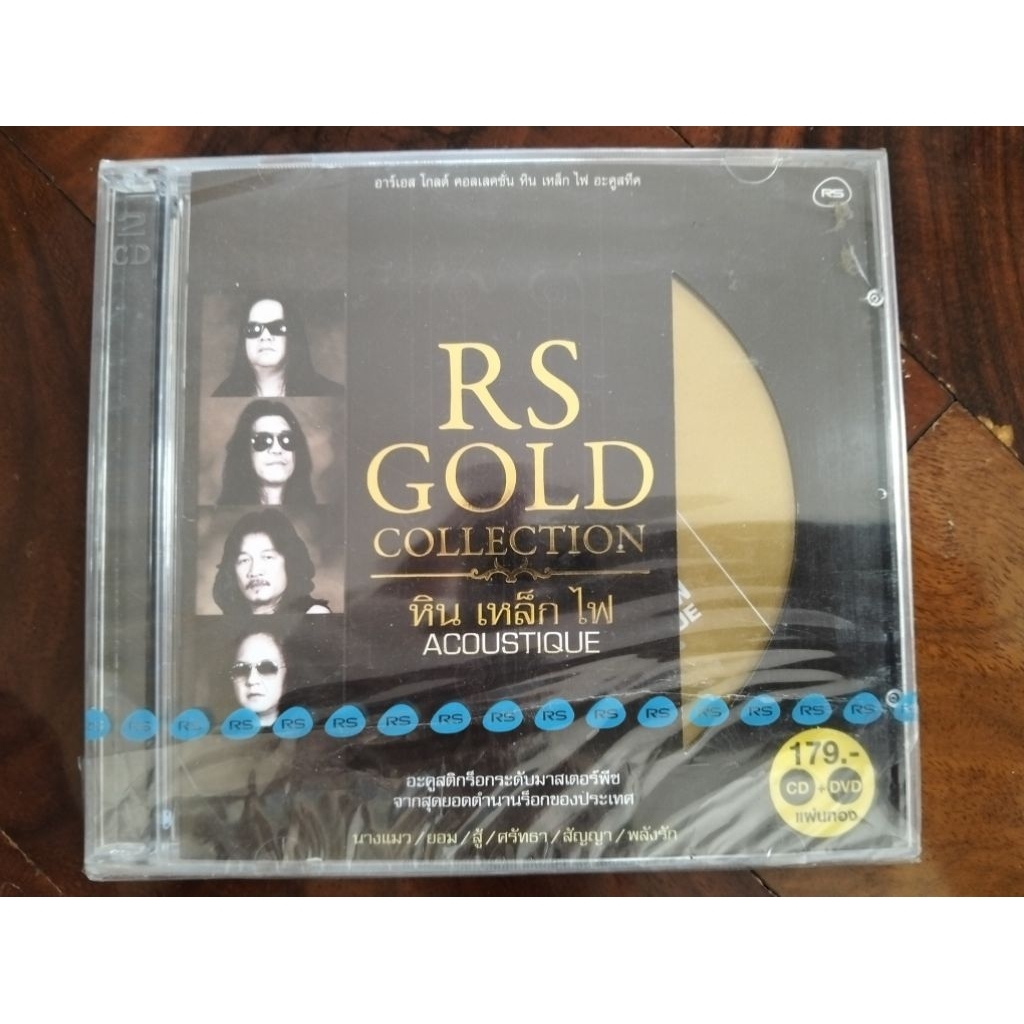 อาร์เอส โกลด์ คอลเลคชั่น หิน เหล็ก ไฟ อะคูสทีค
RS
2
CD
RS
GOLD
COLLECTION
หิน เหล็ก ไฟ
ACOUSTIQUE
RS RS RS RS RS RS RS RS RS RS RS RS RS RS RS
179.-
CD + DVD
แผ่นทอง
อะคูสติกร็อกระดับมาสเตอร์พีซ
จากสุดยอดตำนานร็อกของประเทศ
นางแมว / ยอม / สู้ / ศรัทธา / สัญญา / พลังรัก